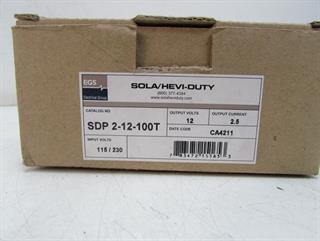 EGS
Electrical Group
SOLA/HEVI-DUTY
(800) 377-4384
www.solaheviduty.com
CATALOG NO.
SDP 2-12-100T
OUTPUT VOLTS
12
OUTPUT CURRENT
2.5
DATE CODE
CA4211
INPUT VOLTS
115 / 230